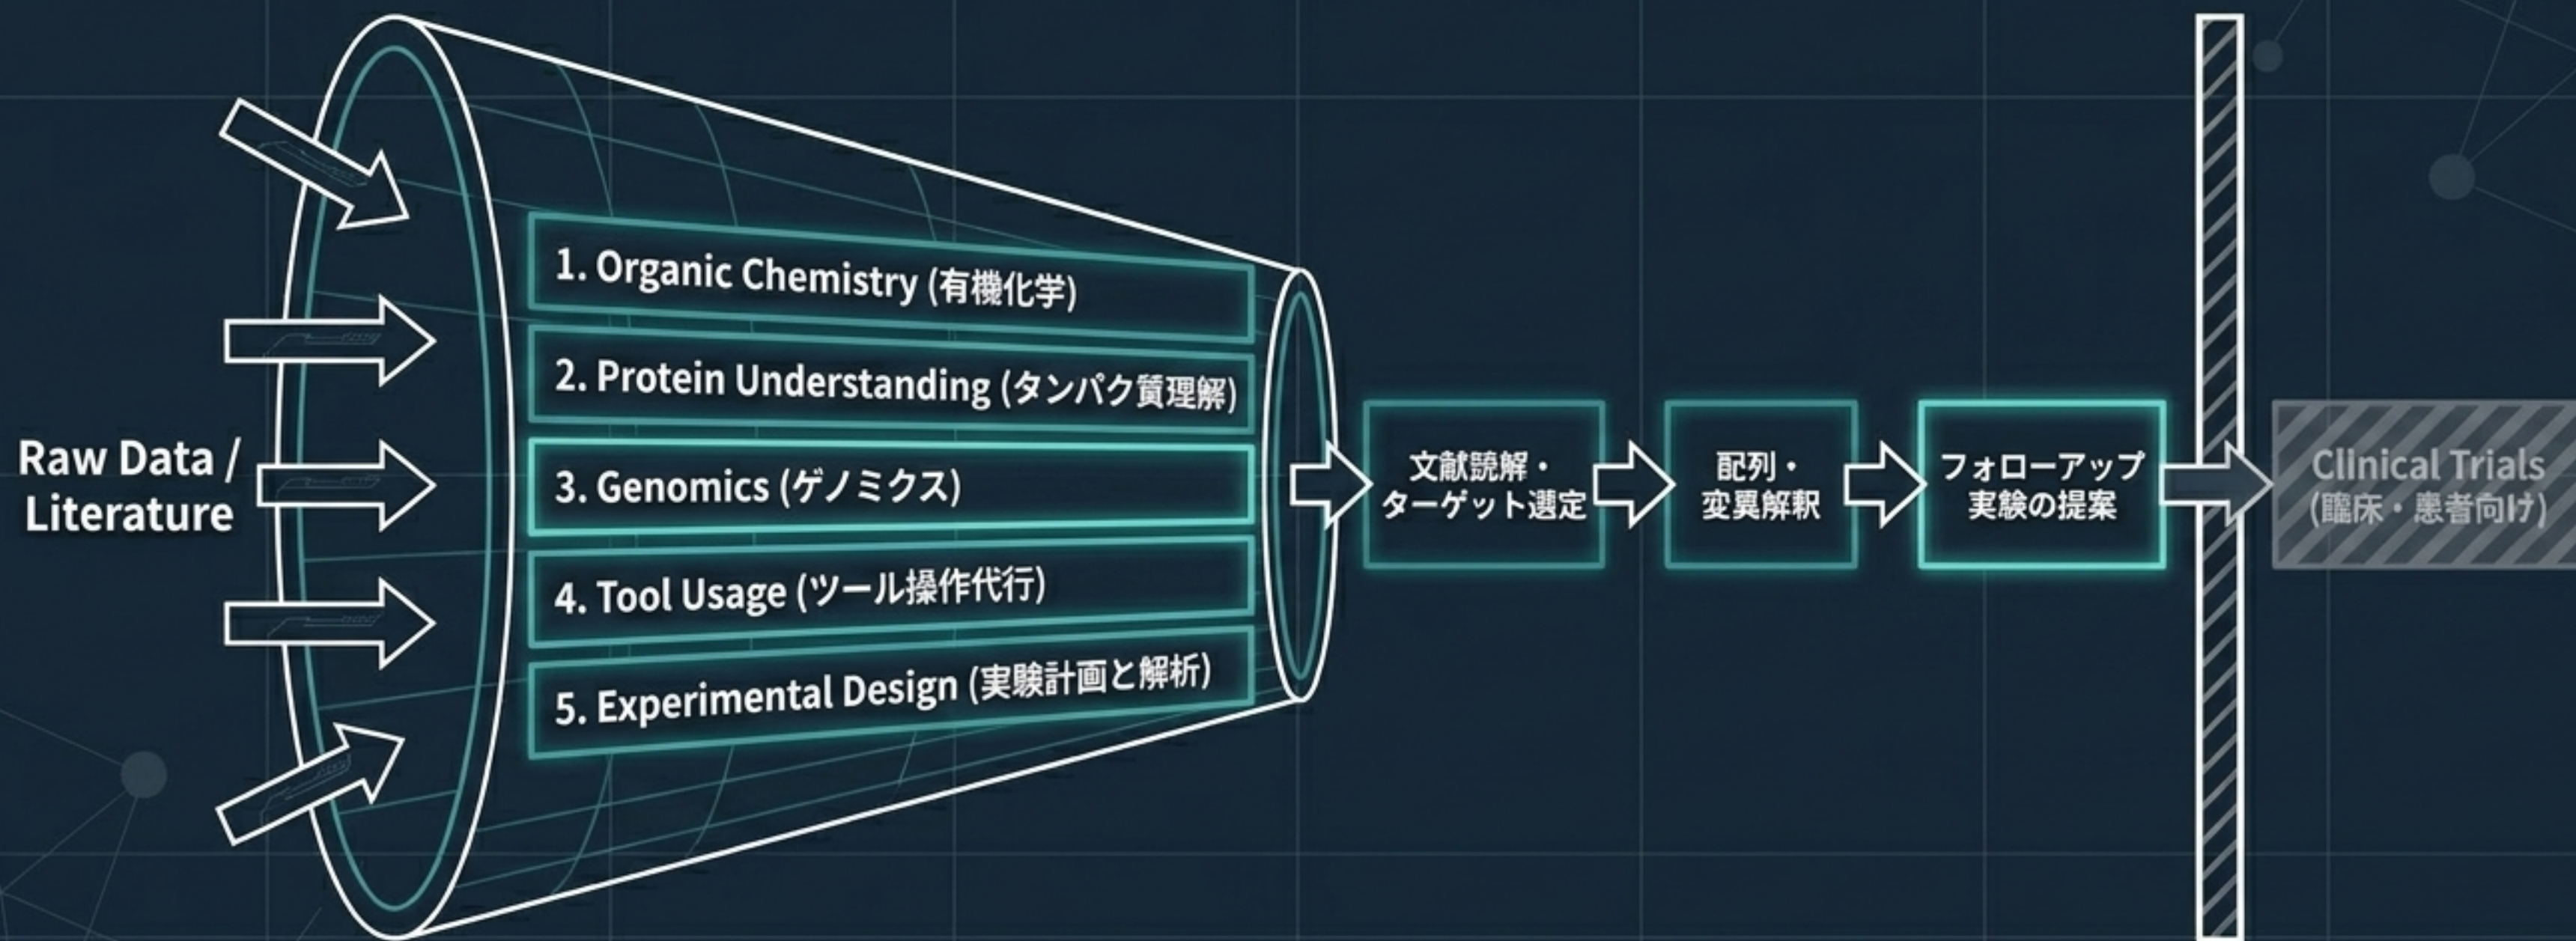 Raw Data /
Literature
1. Organic Chemistry (有機化学)
2. Protein Understanding (タンパク質理解)
3. Genomics (ゲノミクス)
4. Tool Usage (ツール操作代行)
5. Experimental Design (実験計画と解析)
文献読解・
ターゲット選定
配列・
変異解釈
フォローアップ
実験の提案
Clinical Trials
(臨床・患者向け)